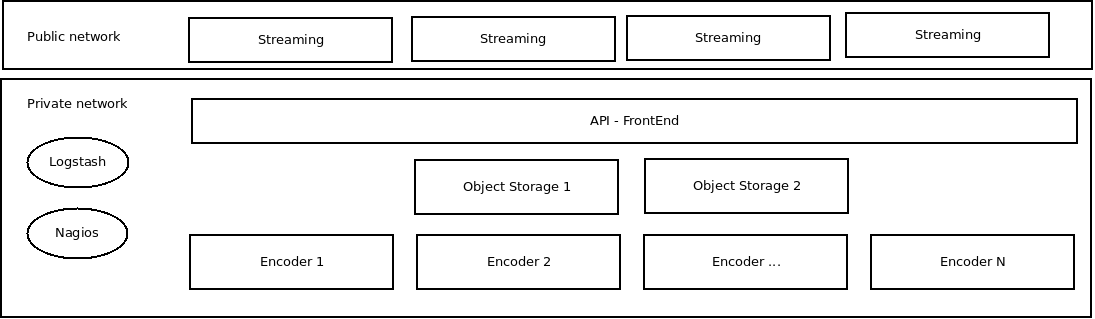 Public network
Streaming
Streaming
Streaming
Streaming
Private network
API - FrontEnd
Logstash
Object Storage 1
Object Storage 2
Nagios
Encoder 1
Encoder 2
Encoder ...
Encoder N